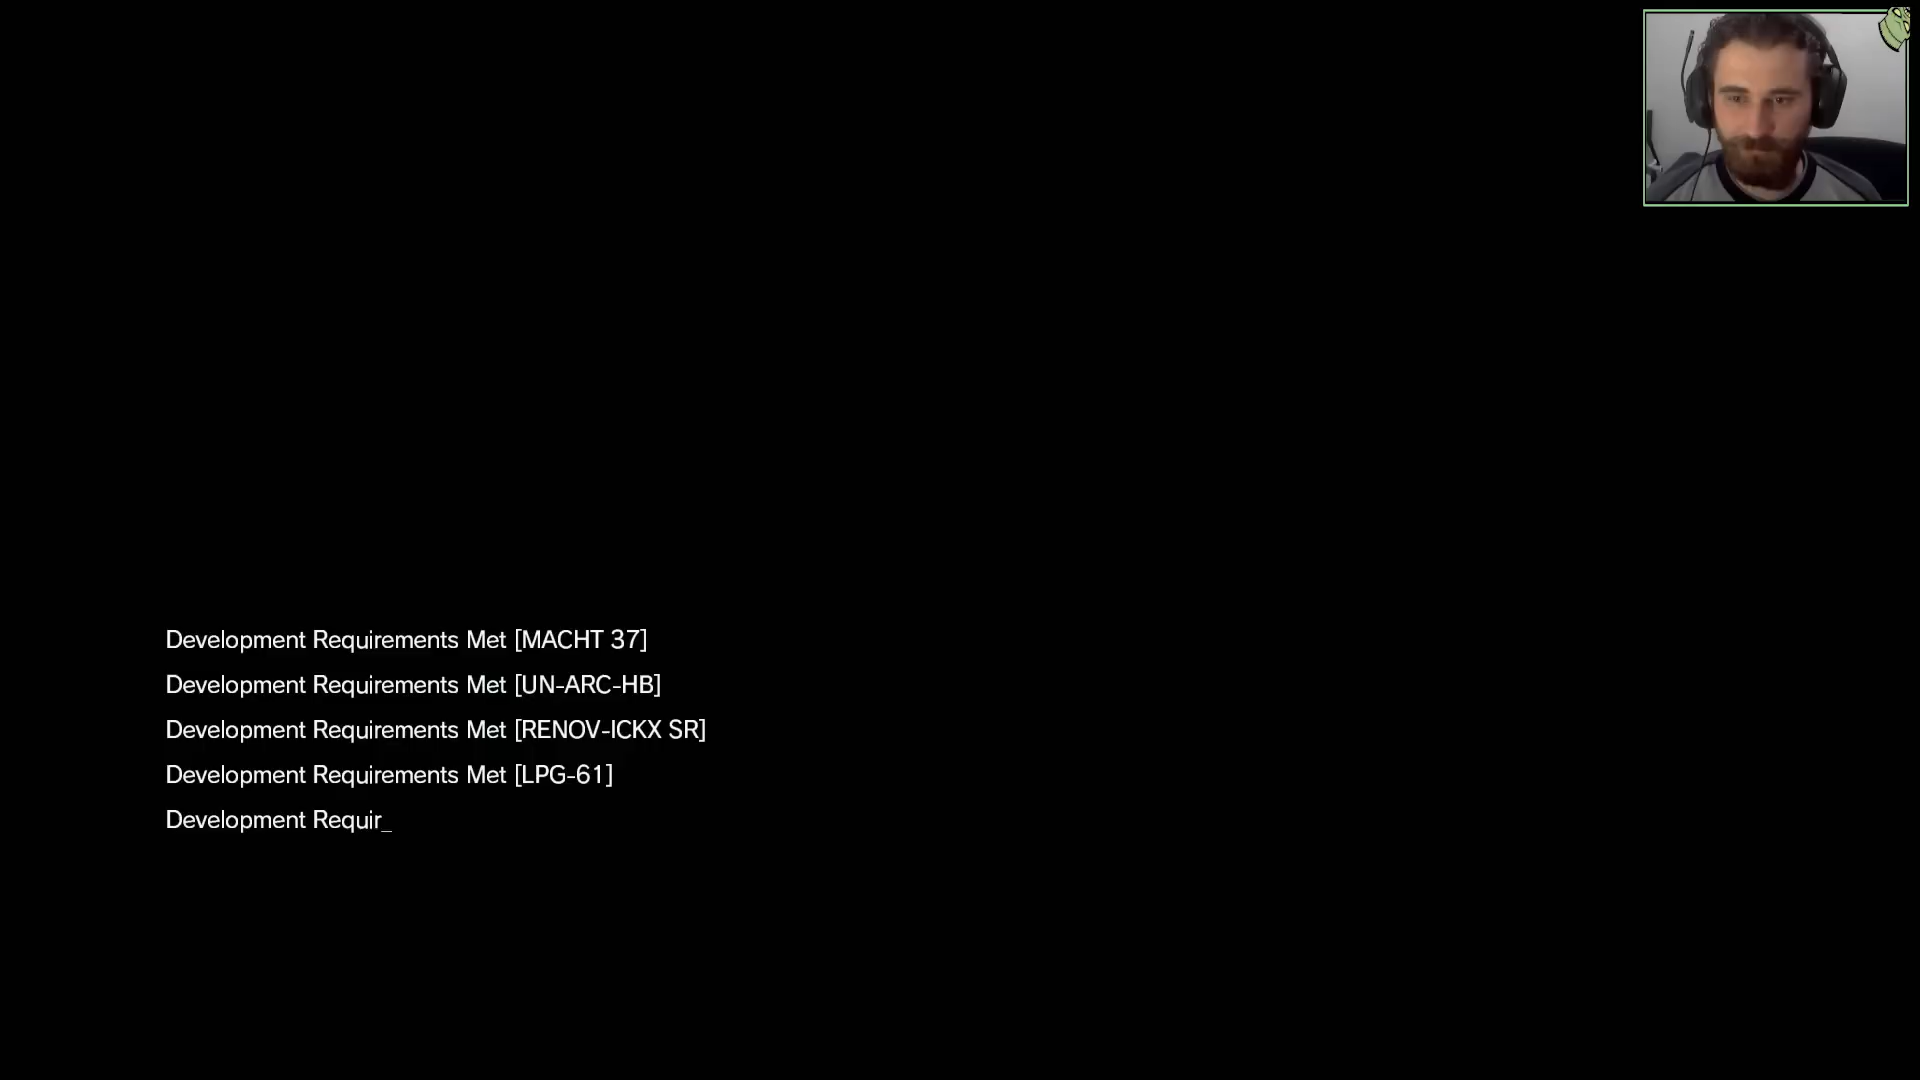 Development Requirements Met [MACHT 37]
Development Requirements Met [UN-ARC-HB]
Development Requirements Met [RENOV-ICKX SR]
Development Requirements Met [LPG-61]
Development Requir_